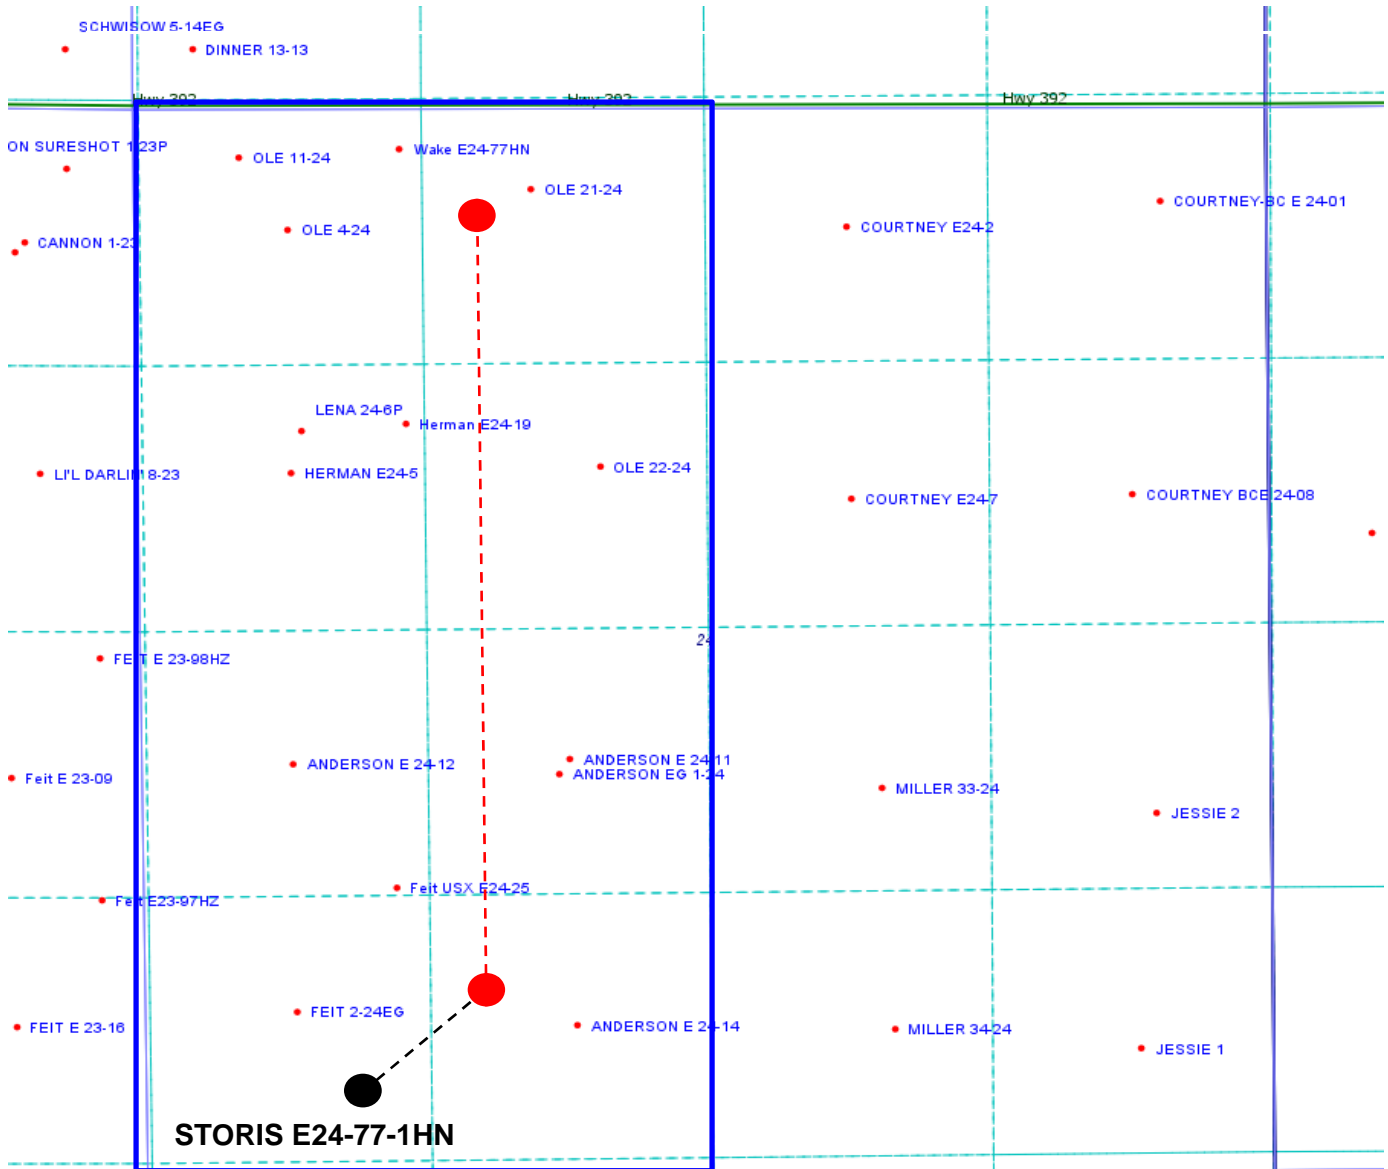 SCHWISOW 5-14EG
DINNER 13-13
Hwy 392
Hwy 392
Hwy 392
ON SURESHOT 1-23P
OLE 11-24
Wake E24-77HN
OLE 21-24
COURTNEY-BC E 24-01
CANNON 1-23
OLE 4-24
COURTNEY E24-2
LENA 24-6P
Herman E24-19
LI'L DARLIN 8-23
HERMAN E24-5
OLE 22-24
COURTNEY E24-7
COURTNEY BCE 24-08
24
FEIT E 23-98HZ
Feit E 23-09
ANDERSON E 24-12
ANDERSON E 24-11
ANDERSON EG 1-24
MILLER 33-24
JESSIE 2
Feit USX E24-25
Feit E23-97HZ
FEIT E 23-16
FEIT 2-24EG
ANDERSON E 24-14
MILLER 34-24
JESSIE 1
STORIS E24-77-1HN